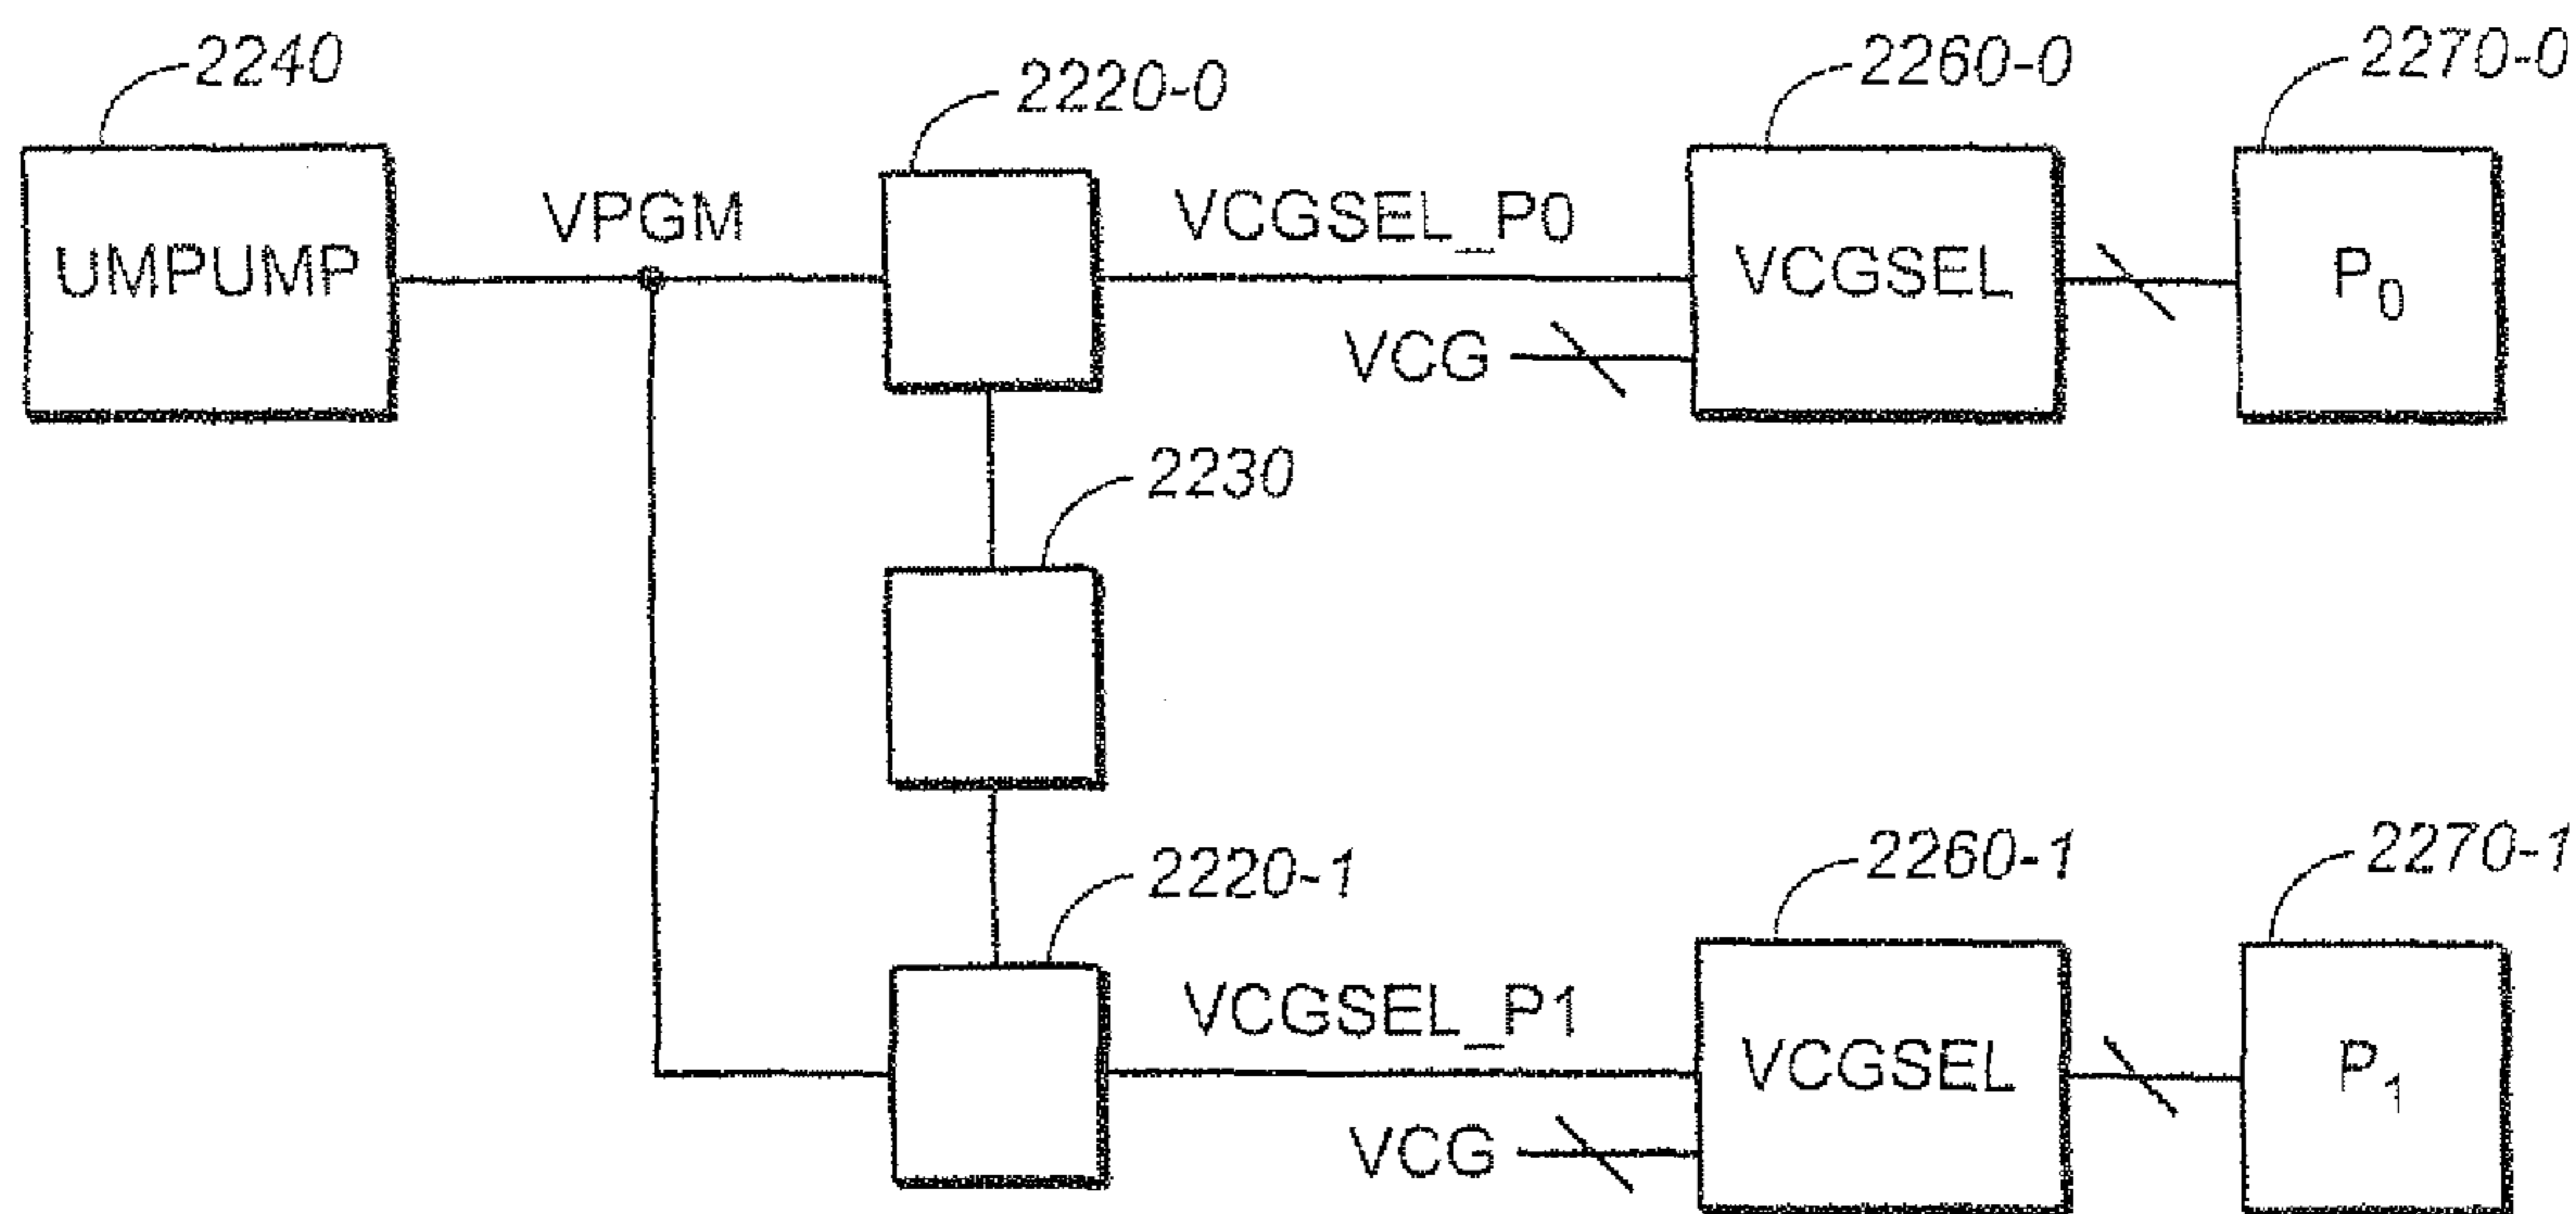 2240
2220-0
2260-0
2270-0
UMPUMP
VPGM
VCGSEL_P0
VCGSEL
P0
VCG
2230
2220-1
2260-1
2270-1
VCGSEL_P1
VCGSEL
P1
VCG